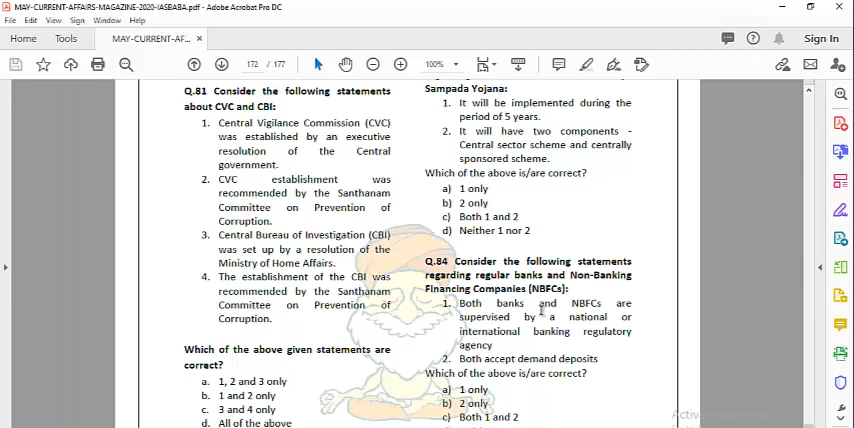 MAY-CURRENT-AFFAIRS-MAGAZINE-2020-IASBABA.pdf - Adobe Acrobat Pro DC
File Edit View Sign Window Help
Home Tools MAY-CURRENT-AF... × Sign In
172 / 177 100%
Q.81 Consider the following statements
about CVC and CBI:
1. Central Vigilance Commission (CVC)
was established by an executive
resolution of the Central
government.
2. CVC establishment was
recommended by the Santhanam
Committee on Prevention of
Corruption.
3. Central Bureau of Investigation (CBI)
was set up by a resolution of the
Ministry of Home Affairs.
4. The establishment of the CBI was
recommended by the Santhanam
Committee on Prevention of
Corruption.
Which of the above given statements are
correct?
a. 1, 2 and 3 only
b. 1 and 2 only
c. 3 and 4 only
d. All of the above
Sampada Yojana:
1. It will be implemented during the
period of 5 years.
2. It will have two components -
Central sector scheme and centrally
sponsored scheme.
Which of the above is/are correct?
a) 1 only
b) 2 only
c) Both 1 and 2
d) Neither 1 nor 2
Q.84 Consider the following statements
regarding regular banks and Non-Banking
Financing Companies (NBFCs):
1. Both banks and NBFCs are
supervised by a national or
international banking regulatory
agency
2. Both accept demand deposits
Which of the above is/are correct?
a) 1 only
b) 2 only
c) Both 1 and 2